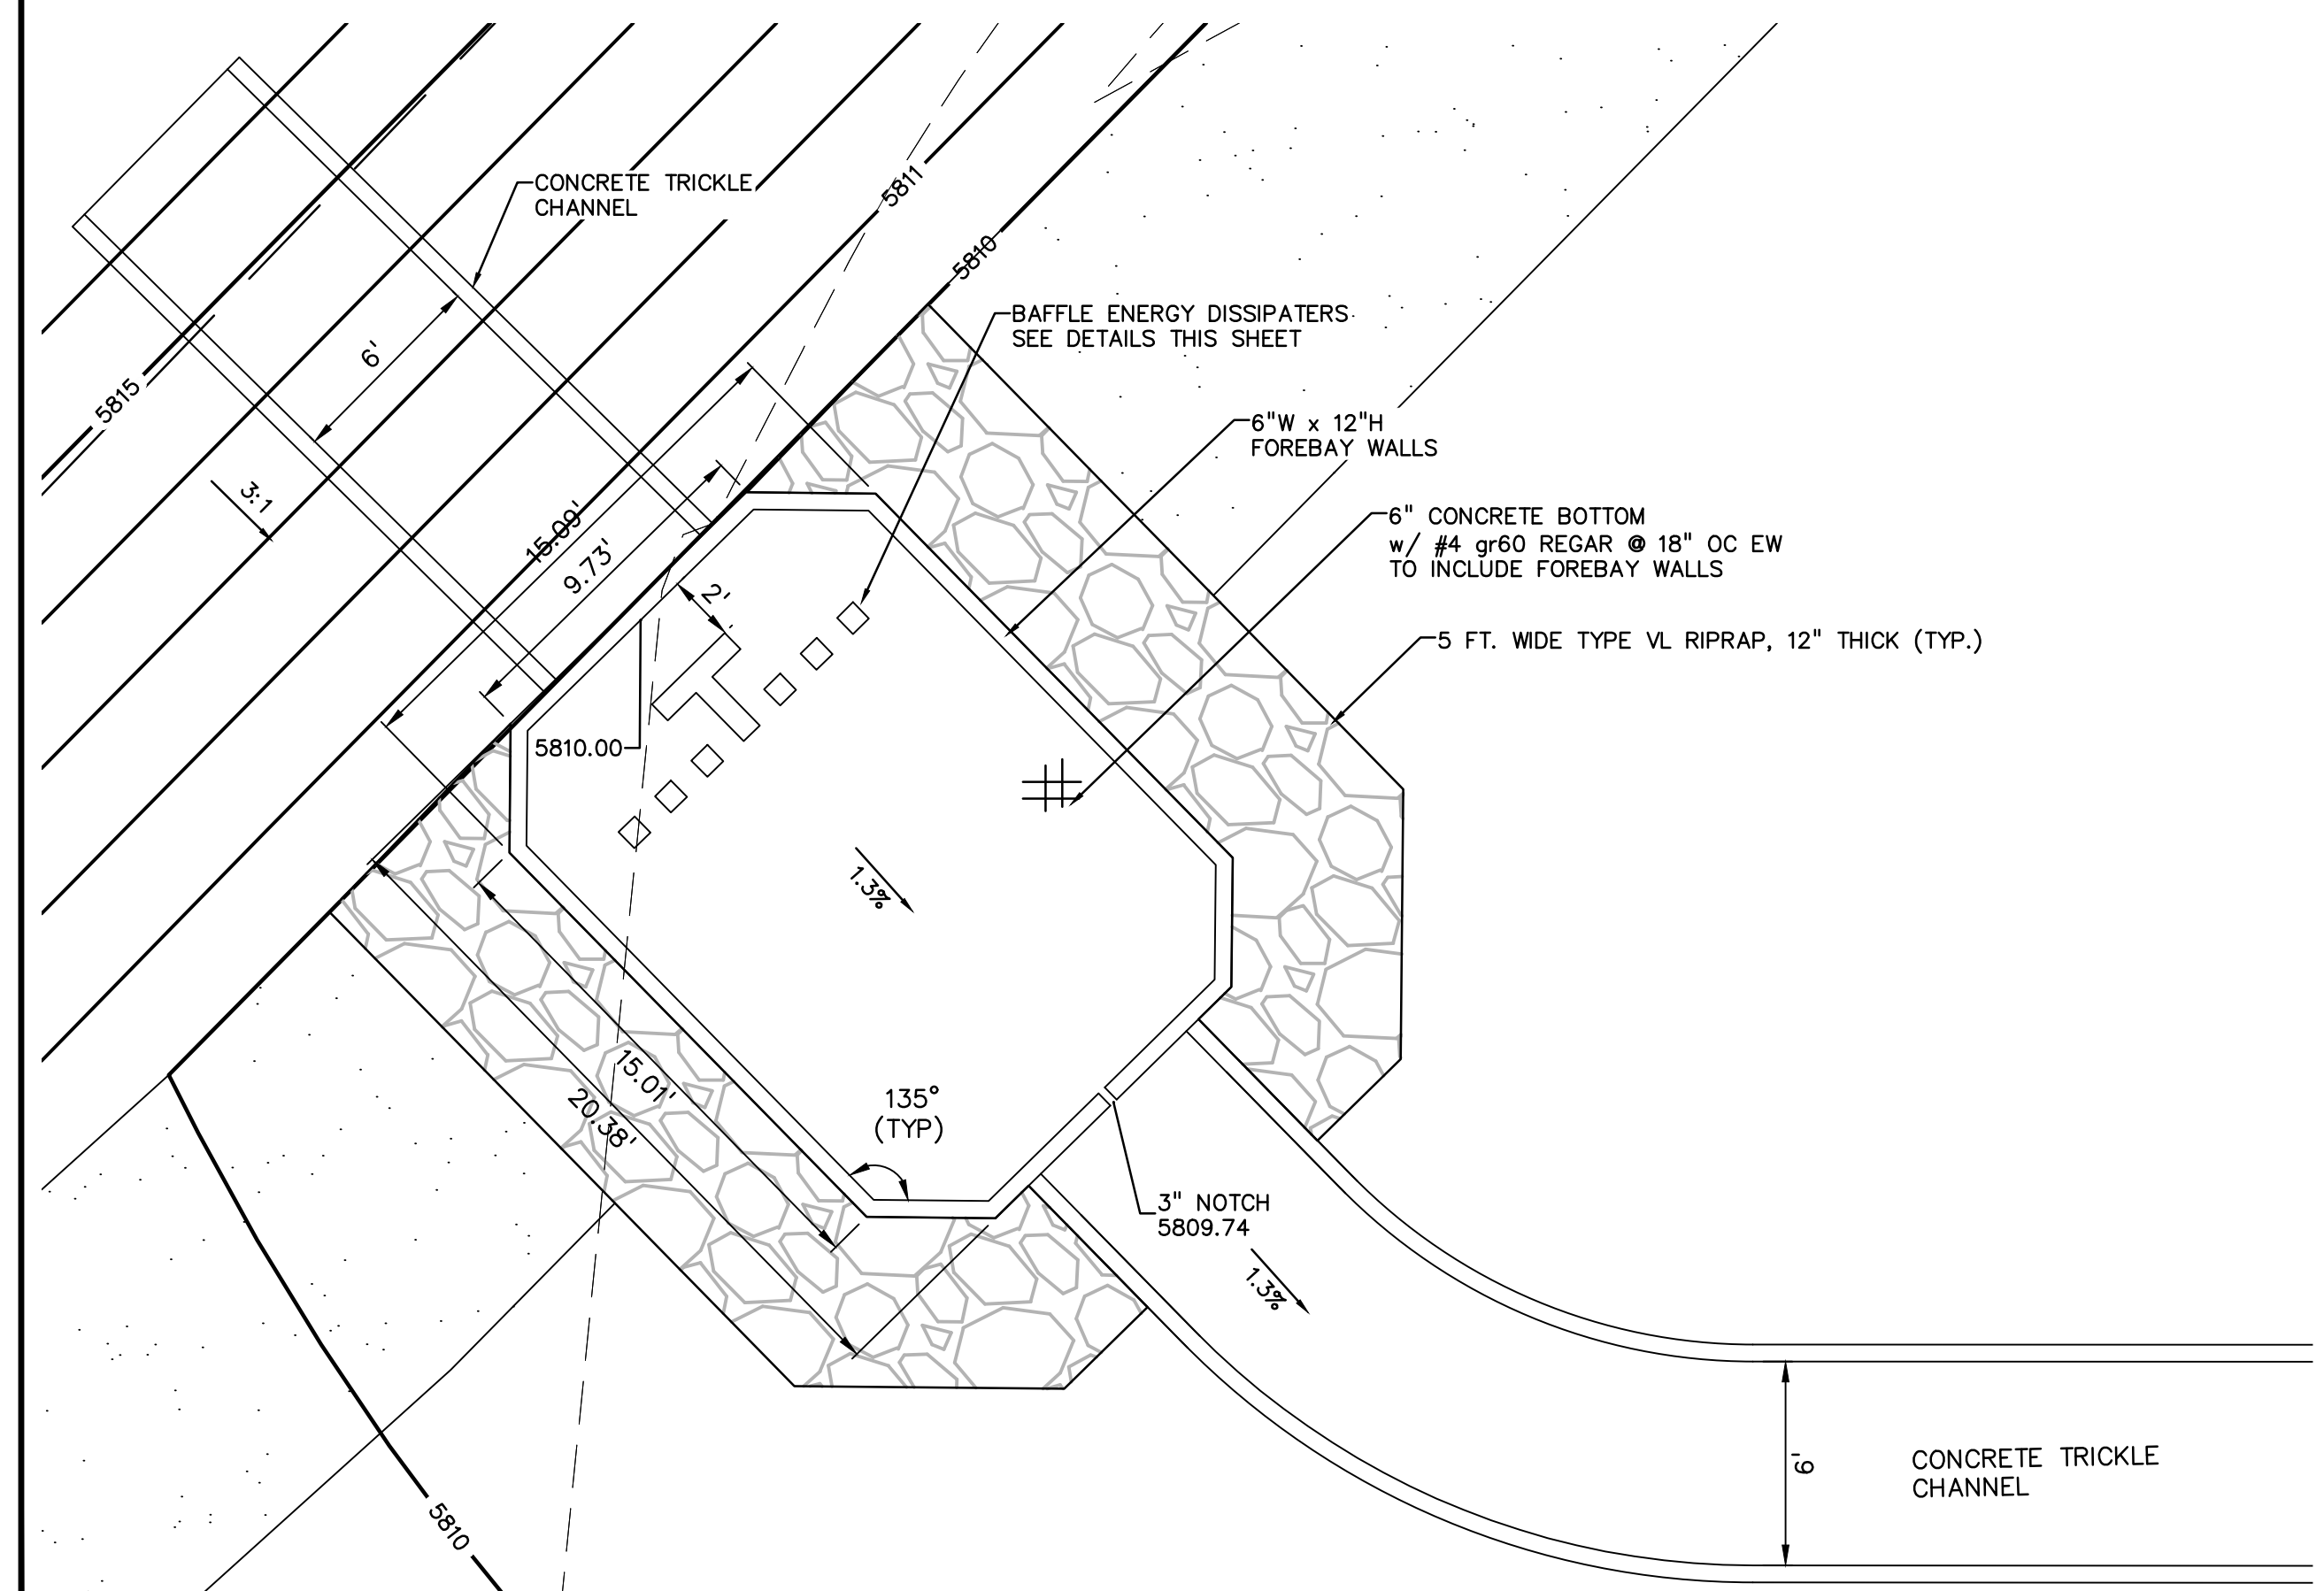 CONCRETE TRICKLE
CHANNEL
5811
5810
BAFFLE ENERGY DISSIPATERS
SEE DETAILS THIS SHEET
6'
5815
3:1
6"W x 12"H
FOREBAY WALLS
15.09'
9.73'
6" CONCRETE BOTTOM
w/ #4 gr60 REGAR @ 18" OC EW
TO INCLUDE FOREBAY WALLS
2'
5 FT. WIDE TYPE VL RIPRAP, 12" THICK (TYP.)
5810.00
1.3%
15.01'
20.38'
135°
(TYP)
3" NOTCH
5809.74
1.3%
6'
CONCRETE TRICKLE
CHANNEL
5810